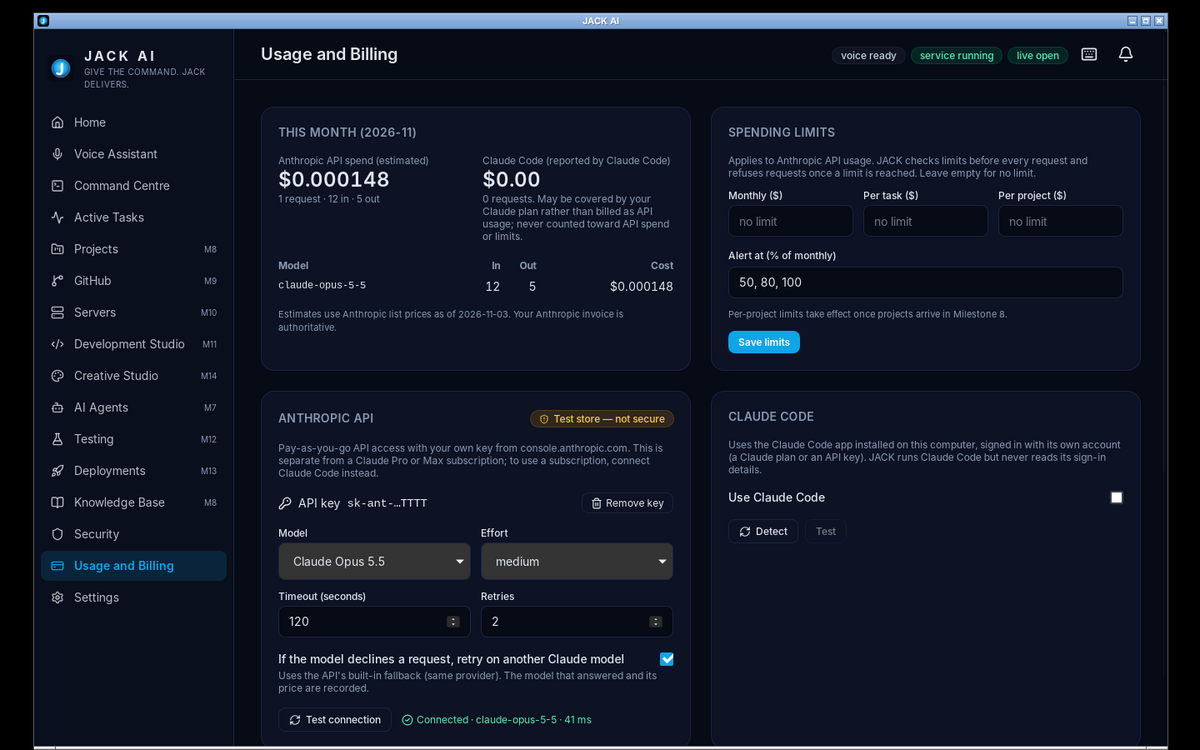 JACK AI
JACK AI
GIVE THE COMMAND. JACK
DELIVERS.
Home
Voice Assistant
Command Centre
Active Tasks
Projects M8
GitHub M9
Servers M10
Development Studio M11
Creative Studio M14
AI Agents M7
Testing M12
Deployments M13
Knowledge Base M8
Security
Usage and Billing
Settings
Usage and Billing
voice ready
service running
live open
THIS MONTH (2026-11)
Anthropic API spend (estimated)
$0.000148
1 request · 12 in · 5 out
Claude Code (reported by Claude Code)
$0.00
0 requests. May be covered by your
Claude plan rather than billed as API
usage; never counted toward API spend
or limits.
Model In Out Cost
claude-opus-5-5 12 5 $0.000148
Estimates use Anthropic list prices as of 2026-11-03. Your Anthropic invoice is
authoritative.
SPENDING LIMITS
Applies to Anthropic API usage. JACK checks limits before every request and
refuses requests once a limit is reached. Leave empty for no limit.
Monthly ($) Per task ($) Per project ($)
no limit no limit no limit
Alert at (% of monthly)
50, 80, 100
Per-project limits take effect once projects arrive in Milestone 8.
Save limits
ANTHROPIC API
Test store — not secure
Pay-as-you-go API access with your own key from console.anthropic.com. This is
separate from a Claude Pro or Max subscription; to use a subscription, connect
Claude Code instead.
API key sk-ant-…TTTT
Remove key
Model Effort
Claude Opus 5.5 medium
Timeout (seconds) Retries
120 2
If the model declines a request, retry on another Claude model
Uses the API's built-in fallback (same provider). The model that answered and its
price are recorded.
Test connection
Connected · claude-opus-5-5 · 41 ms
CLAUDE CODE
Uses the Claude Code app installed on this computer, signed in with its own account
(a Claude plan or an API key). JACK runs Claude Code but never reads its sign-in
details.
Use Claude Code
Detect
Test